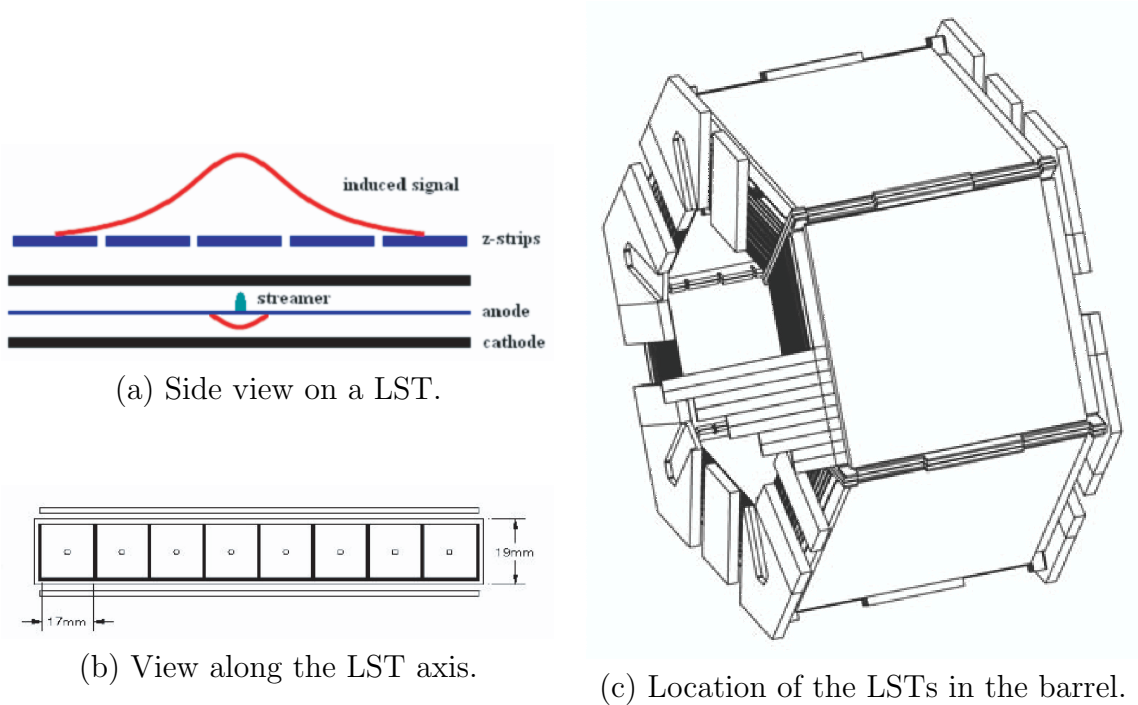 induced signal
z-strips
streamer
anode
cathode
(a) Side view on a LST.
19mm
17mm
(b) View along the LST axis.
(c) Location of the LSTs in the barrel.